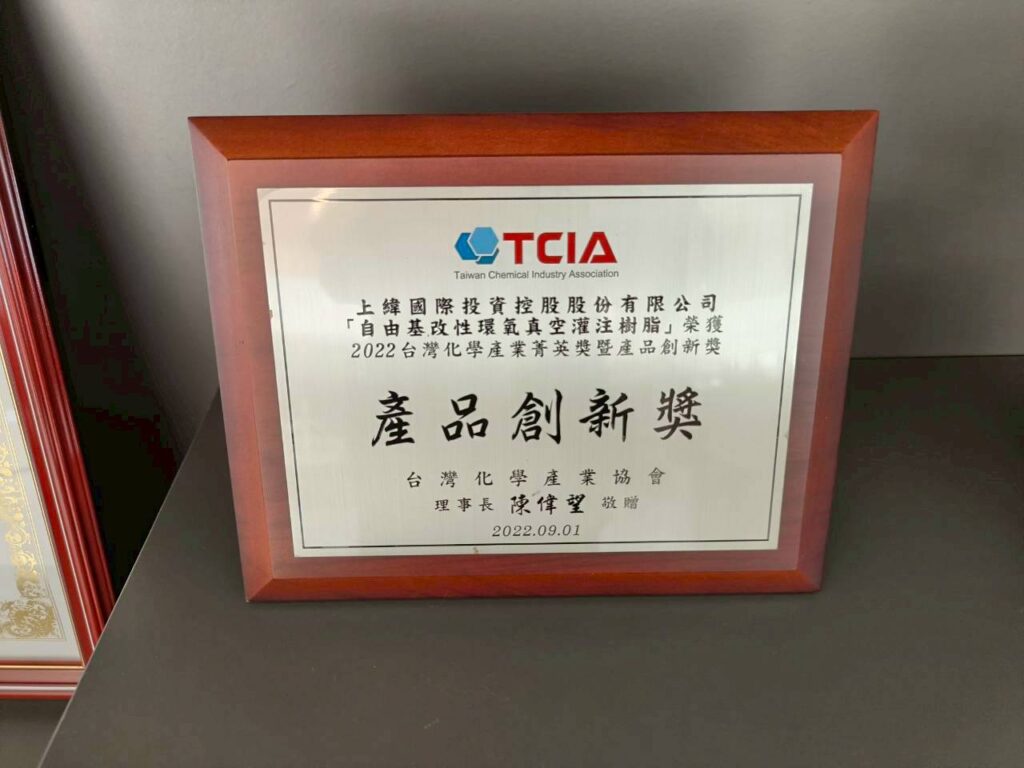 TCIA
Taiwan Chemical Industry Association
上緯國際投資控股股份有限公司
「自由基改性環氧真空灌注樹脂」榮獲
2022台灣化學產業菁英獎暨產品創新獎
產品創新獎
台灣化學產業協會
理事長 陳偉望 敬贈
2022.09.01